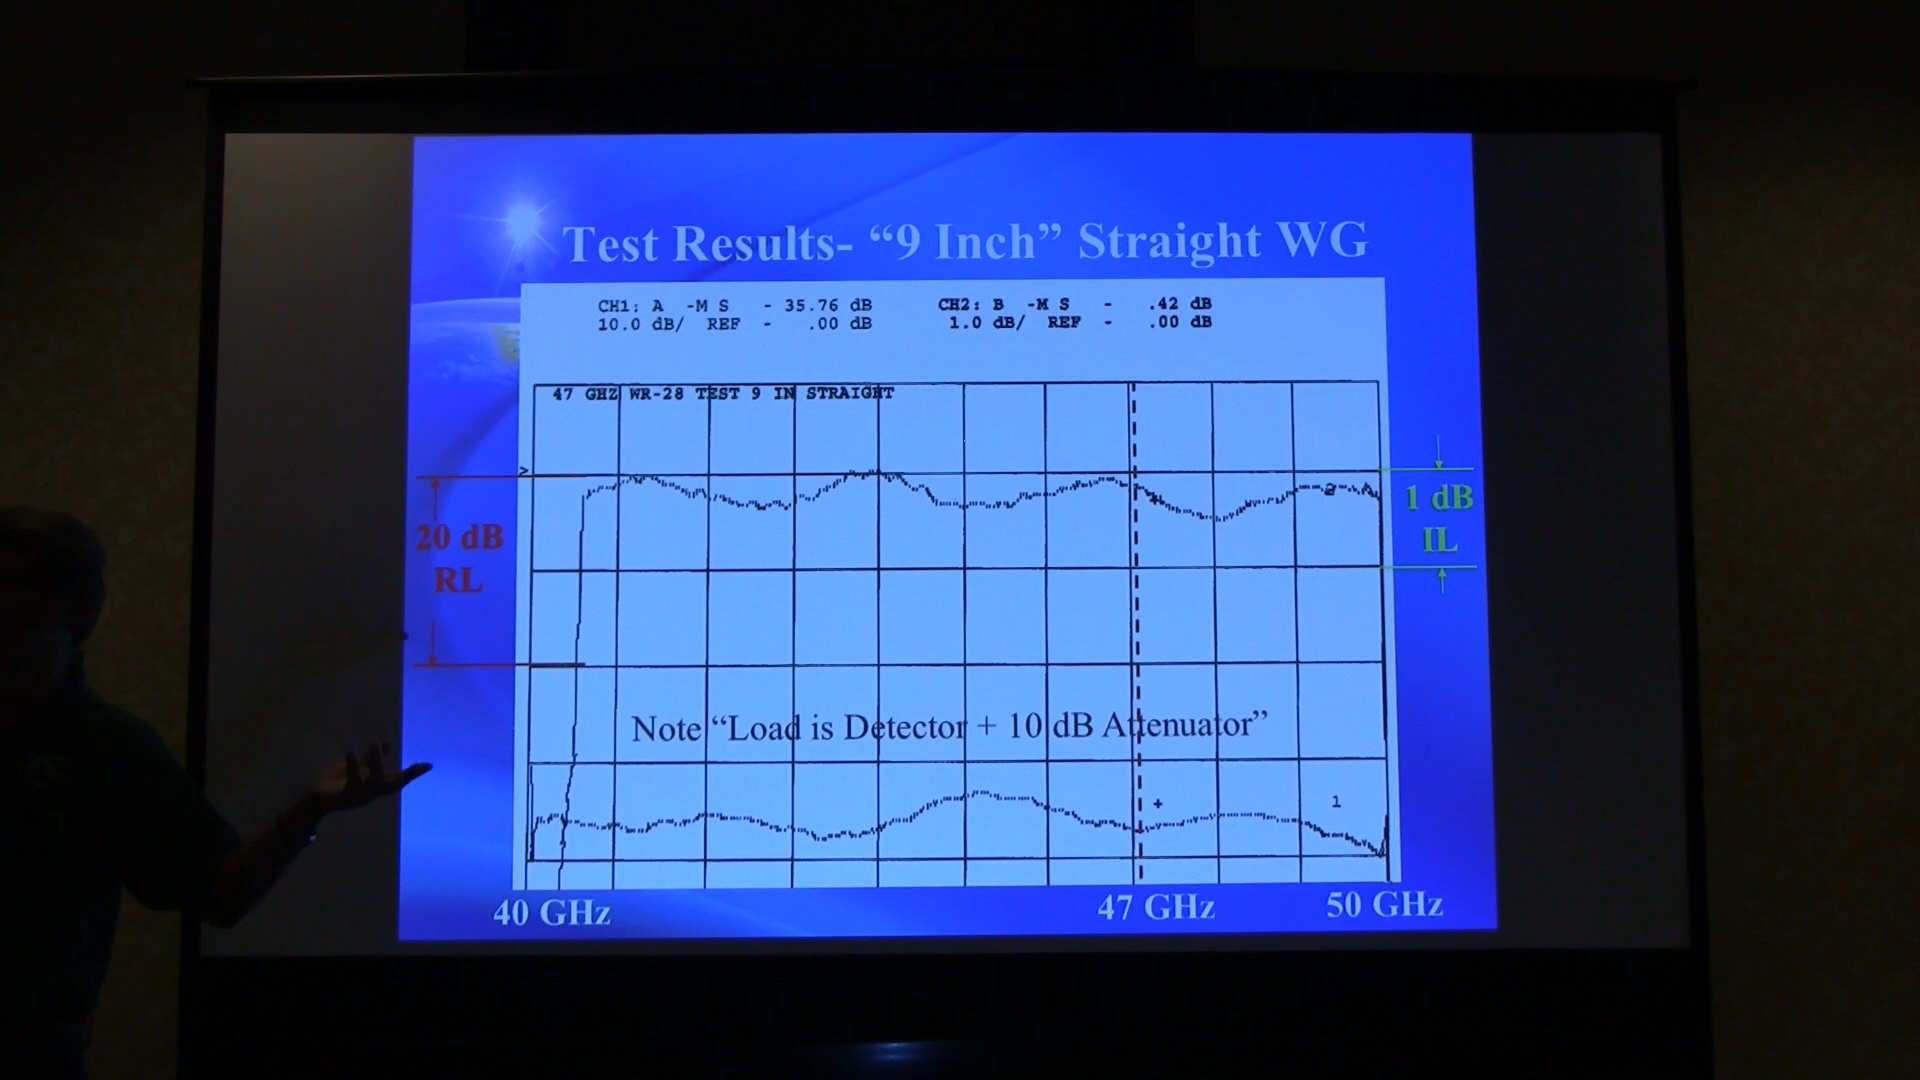 Test Results- “9 Inch” Straight WG
CH1: A -M S - 35.76 dB CH2: B -M S - .42 dB
10.0 dB/ REF - .00 dB 1.0 dB/ REF - .00 dB
47 GHZ WR-28 TEST 9 IN STRAIGHT
>
2
20 dB
RL
1 dB
IL
Note “Load is Detector + 10 dB Attenuator”
+
1
40 GHz 47 GHz 50 GHz